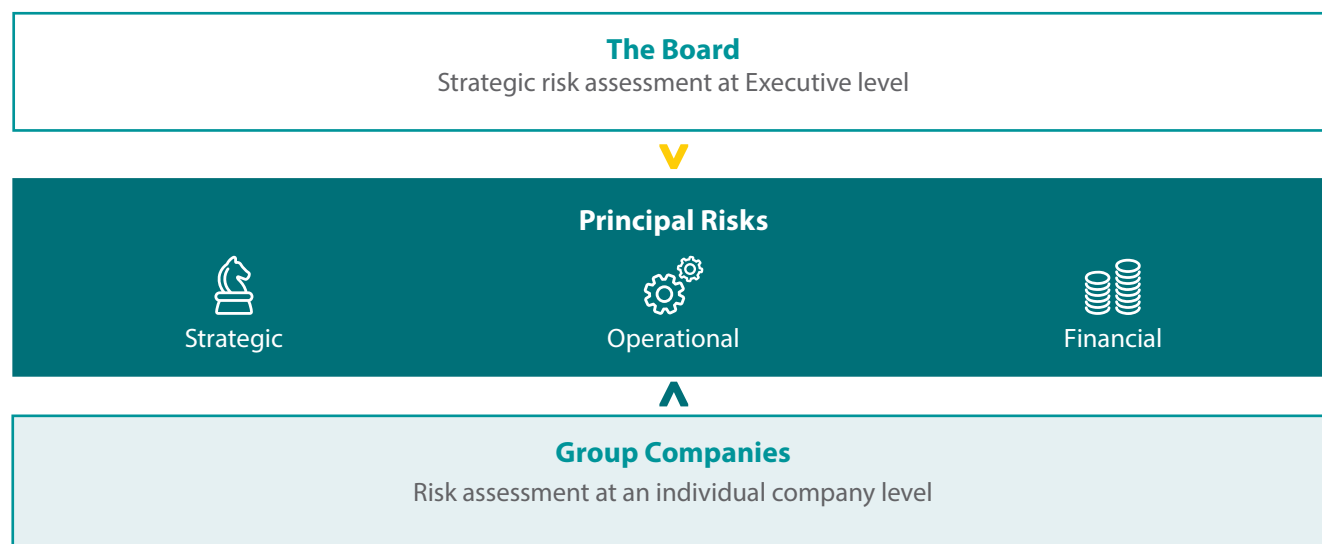 The Board
Strategic risk assessment at Executive level
Principal Risks
Strategic
Operational
Financial
Group Companies
Risk assessment at an individual company level